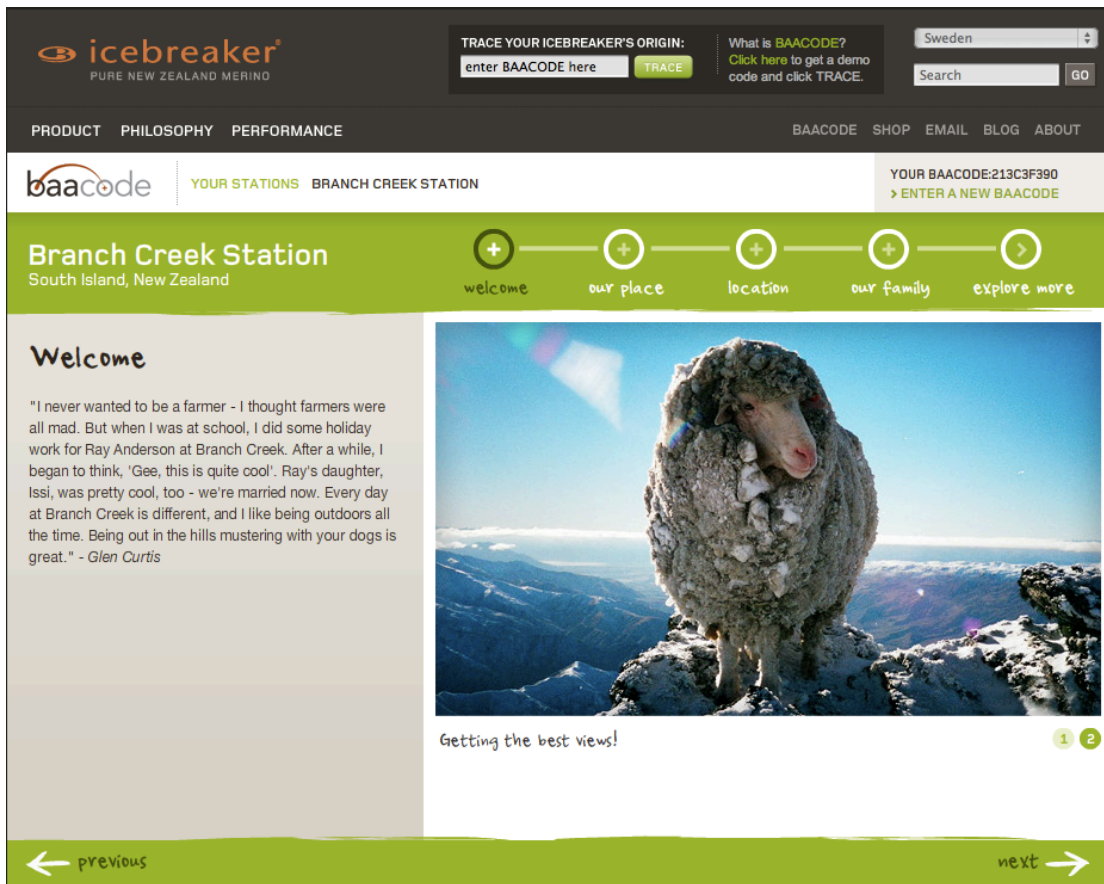 icebreaker®
PURE NEW ZEALAND MERINO
TRACE YOUR ICEBREAKER'S ORIGIN:
enter BAACODE here
TRACE
What is BAACODE?
Click here to get a demo
code and click TRACE.
Sweden
Search
GO
PRODUCT PHILOSOPHY PERFORMANCE
BAACODE SHOP EMAIL BLOG ABOUT
baacode
YOUR STATIONS BRANCH CREEK STATION
YOUR BAACODE:213C3F390
> ENTER A NEW BAACODE
Branch Creek Station
South Island, New Zealand
welcome our place location our family explore more
Welcome
"I never wanted to be a farmer - I thought farmers were
all mad. But when I was at school, I did some holiday
work for Ray Anderson at Branch Creek. After a while, I
began to think, 'Gee, this is quite cool'. Ray's daughter,
Issi, was pretty cool, too - we're married now. Every day
at Branch Creek is different, and I like being outdoors all
the time. Being out in the hills mustering with your dogs is
great." - Glen Curtis
Getting the best views!
1 2
previous
next